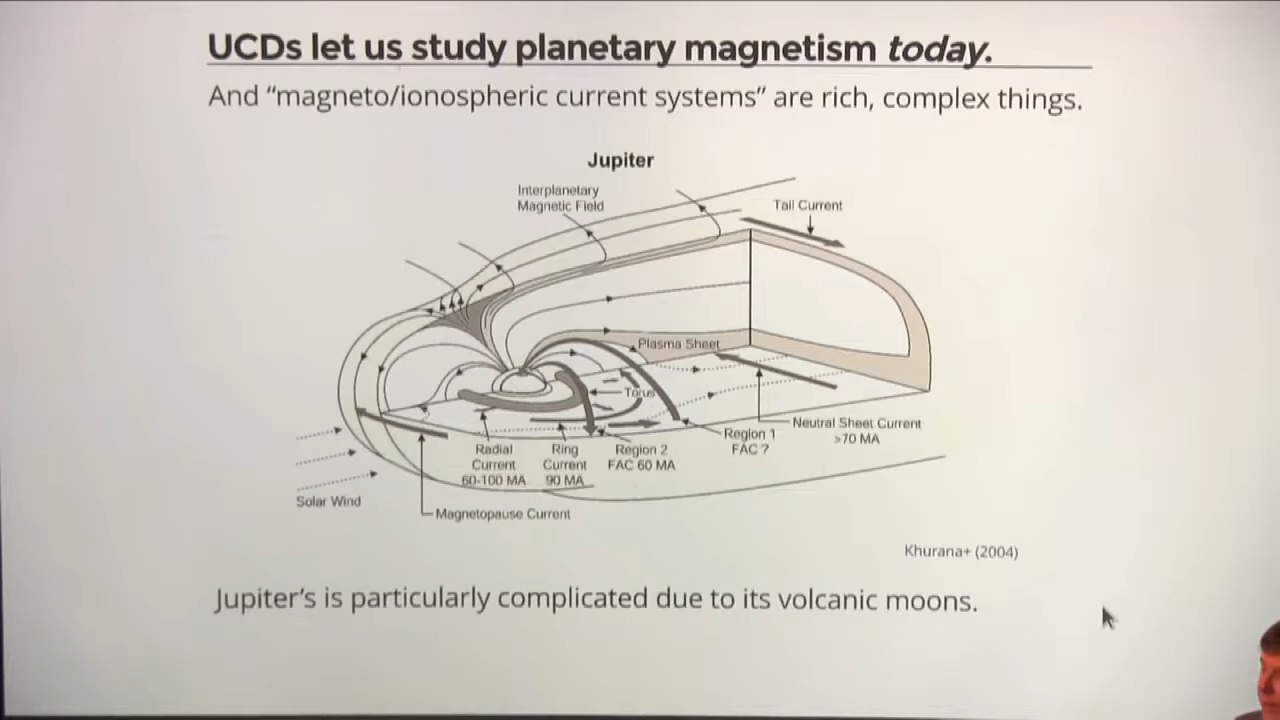 UCDs let us study planetary magnetism today.
And “magneto/ionospheric current systems” are rich, complex things.
Jupiter
Interplanetary
Magnetic Field
Tail Current
Plasma Sheet
Torus
Neutral Sheet Current
>70 MA
Region 1
FAC ?
Radial
Current
60-100 MA
Ring
Current
90 MA
Region 2
FAC 60 MA
Solar Wind
Magnetopause Current
Khurana+ (2004)
Jupiter’s is particularly complicated due to its volcanic moons.